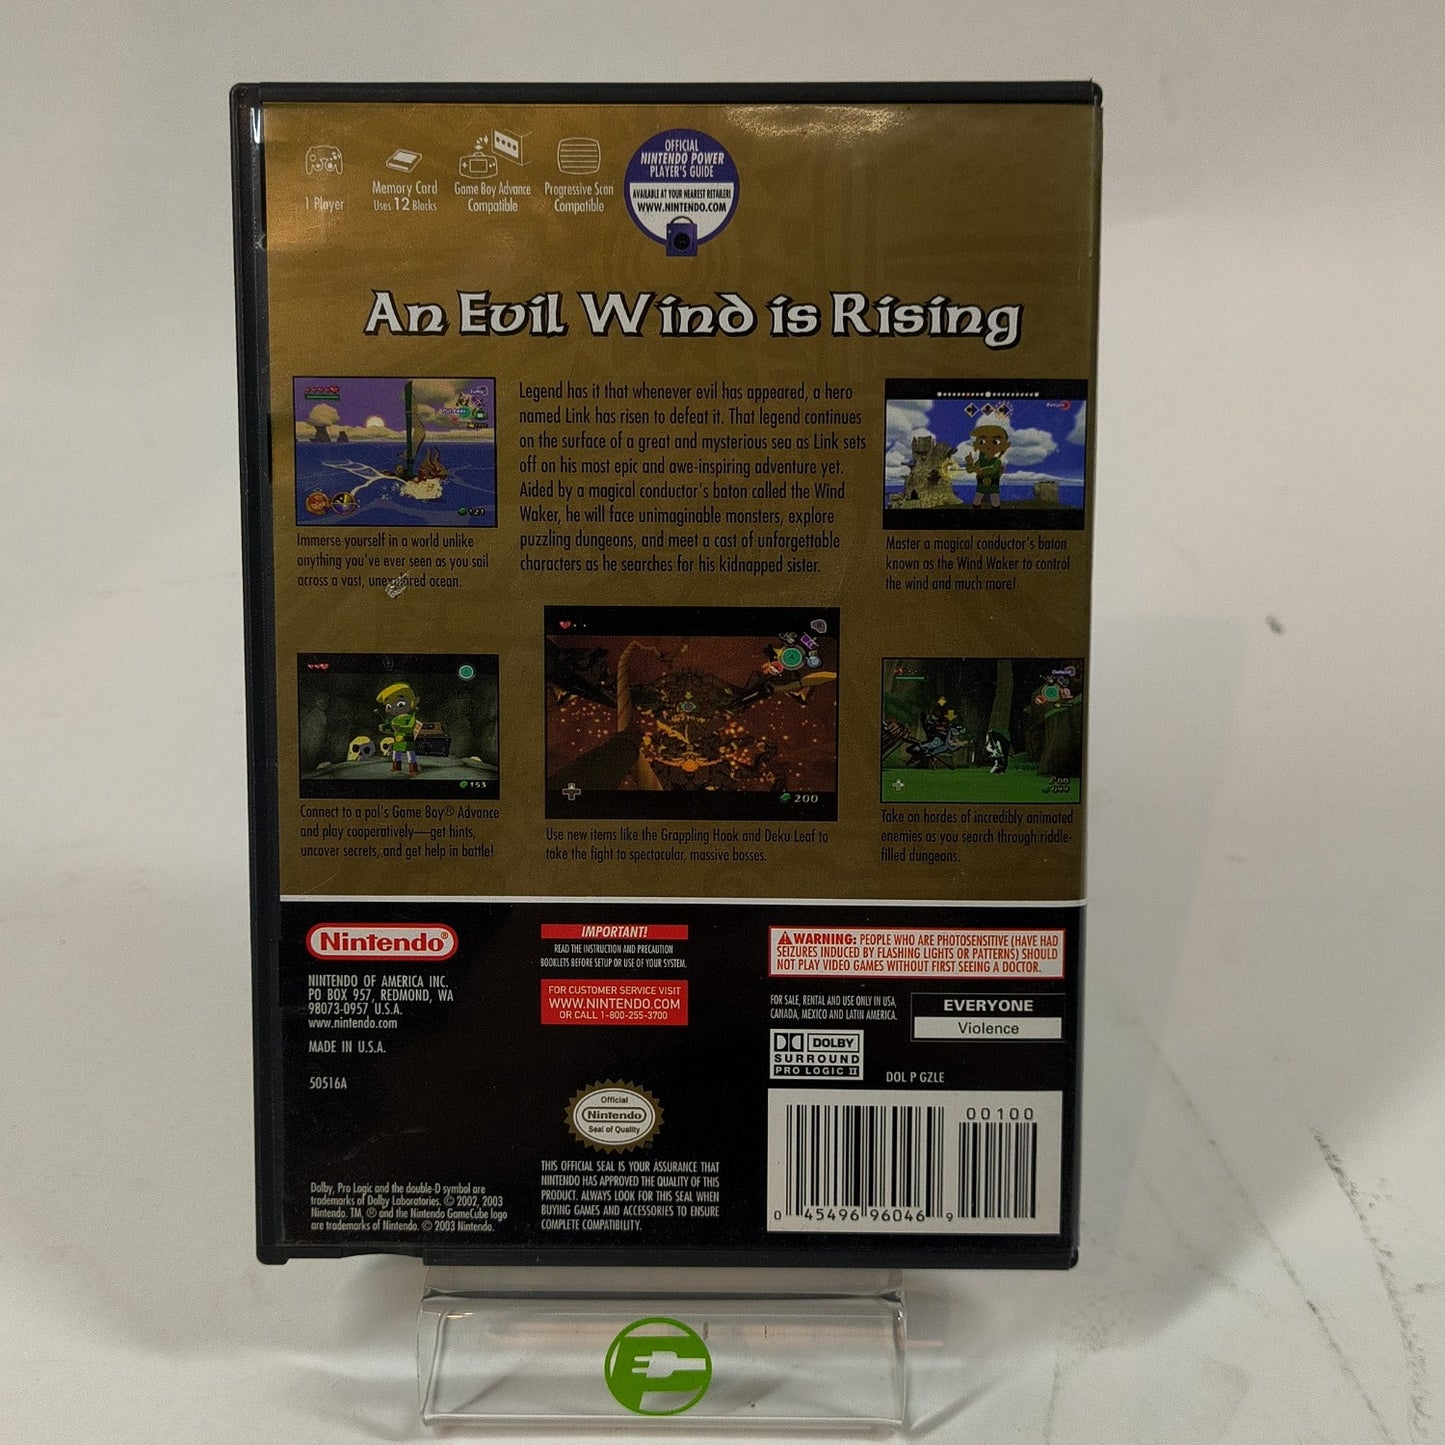 1 Player
Memory Card
Uses 12 Blocks
Game Boy Advance
Compatible
Progressive Scan
Compatible
OFFICIAL
NINTENDO POWER
PLAYER'S GUIDE
AVAILABLE AT YOUR NEAREST RETAILER!
WWW.NINTENDO.COM
An Evil Wind is Rising
Legend has it that whenever evil has appeared, a hero
named Link has risen to defeat it. That legend continues
on the surface of a great and mysterious sea as Link sets
off on his most epic and awe-inspiring adventure yet.
Aided by a magical conductor's baton called the Wind
Waker, he will face unimaginable monsters, explore
puzzling dungeons, and meet a cast of unforgettable
characters as he searches for his kidnapped sister.
Immerse yourself in a world unlike
anything you've ever seen as you sail
across a vast, unexplored ocean.
Master a magical conductor's baton
known as the Wind Waker to control
the wind and much more!
153
Connect to a pal's Game Boy® Advance
and play cooperatively—get hints,
uncover secrets, and get help in battle!
200
Use new items like the Grappling Hook and Deku Leaf to
take the fight to spectacular, massive bosses.
Defend
Take on hordes of incredibly animated
enemies as you search through riddle-
filled dungeons.
Nintendo®
NINTENDO OF AMERICA INC.
PO BOX 957, REDMOND, WA
98073-0957 U.S.A.
www.nintendo.com
MADE IN U.S.A.
50516A
Dolby, Pro Logic and the double-D symbol are
trademarks of Dolby Laboratories. © 2002, 2003
Nintendo. TM, ® and the Nintendo GameCube logo
are trademarks of Nintendo. © 2003 Nintendo.
IMPORTANT!
READ THE INSTRUCTION AND PRECAUTION
BOOKLETS BEFORE SETUP OR USE OF YOUR SYSTEM.
FOR CUSTOMER SERVICE VISIT
WWW.NINTENDO.COM
OR CALL 1-800-255-3700
Official
Nintendo
Seal of Quality
THIS OFFICIAL SEAL IS YOUR ASSURANCE THAT
NINTENDO HAS APPROVED THE QUALITY OF THIS
PRODUCT. ALWAYS LOOK FOR THIS SEAL WHEN
BUYING GAMES AND ACCESSORIES TO ENSURE
COMPLETE COMPATIBILITY.
WARNING: PEOPLE WHO ARE PHOTOSENSITIVE (HAVE HAD
SEIZURES INDUCED BY FLASHING LIGHTS OR PATTERNS) SHOULD
NOT PLAY VIDEO GAMES WITHOUT FIRST SEEING A DOCTOR.
FOR SALE, RENTAL AND USE ONLY IN USA,
CANADA, MEXICO AND LATIN AMERICA.
EVERYONE
Violence
DOLBY
SURROUND
PRO LOGIC II
DOL P GZLE
00100
0 45496 96046 9